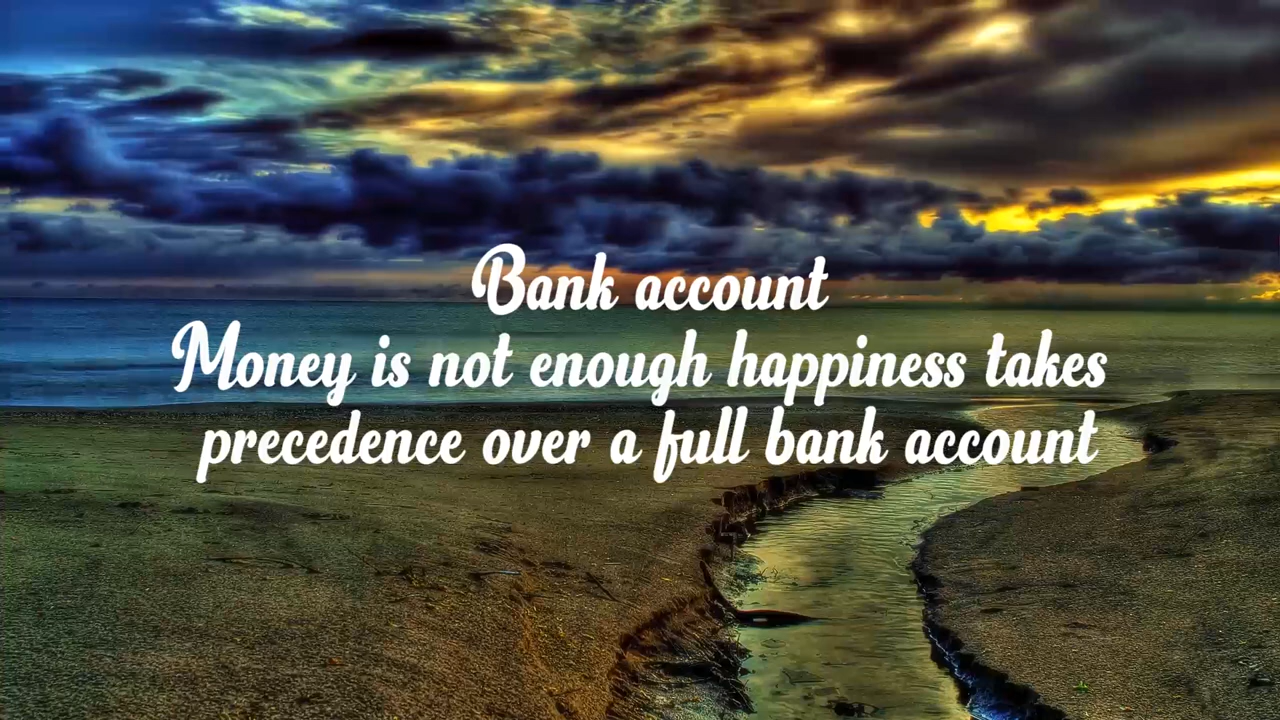 Bank account
Money is not enough happiness takes
precedence over a full bank account